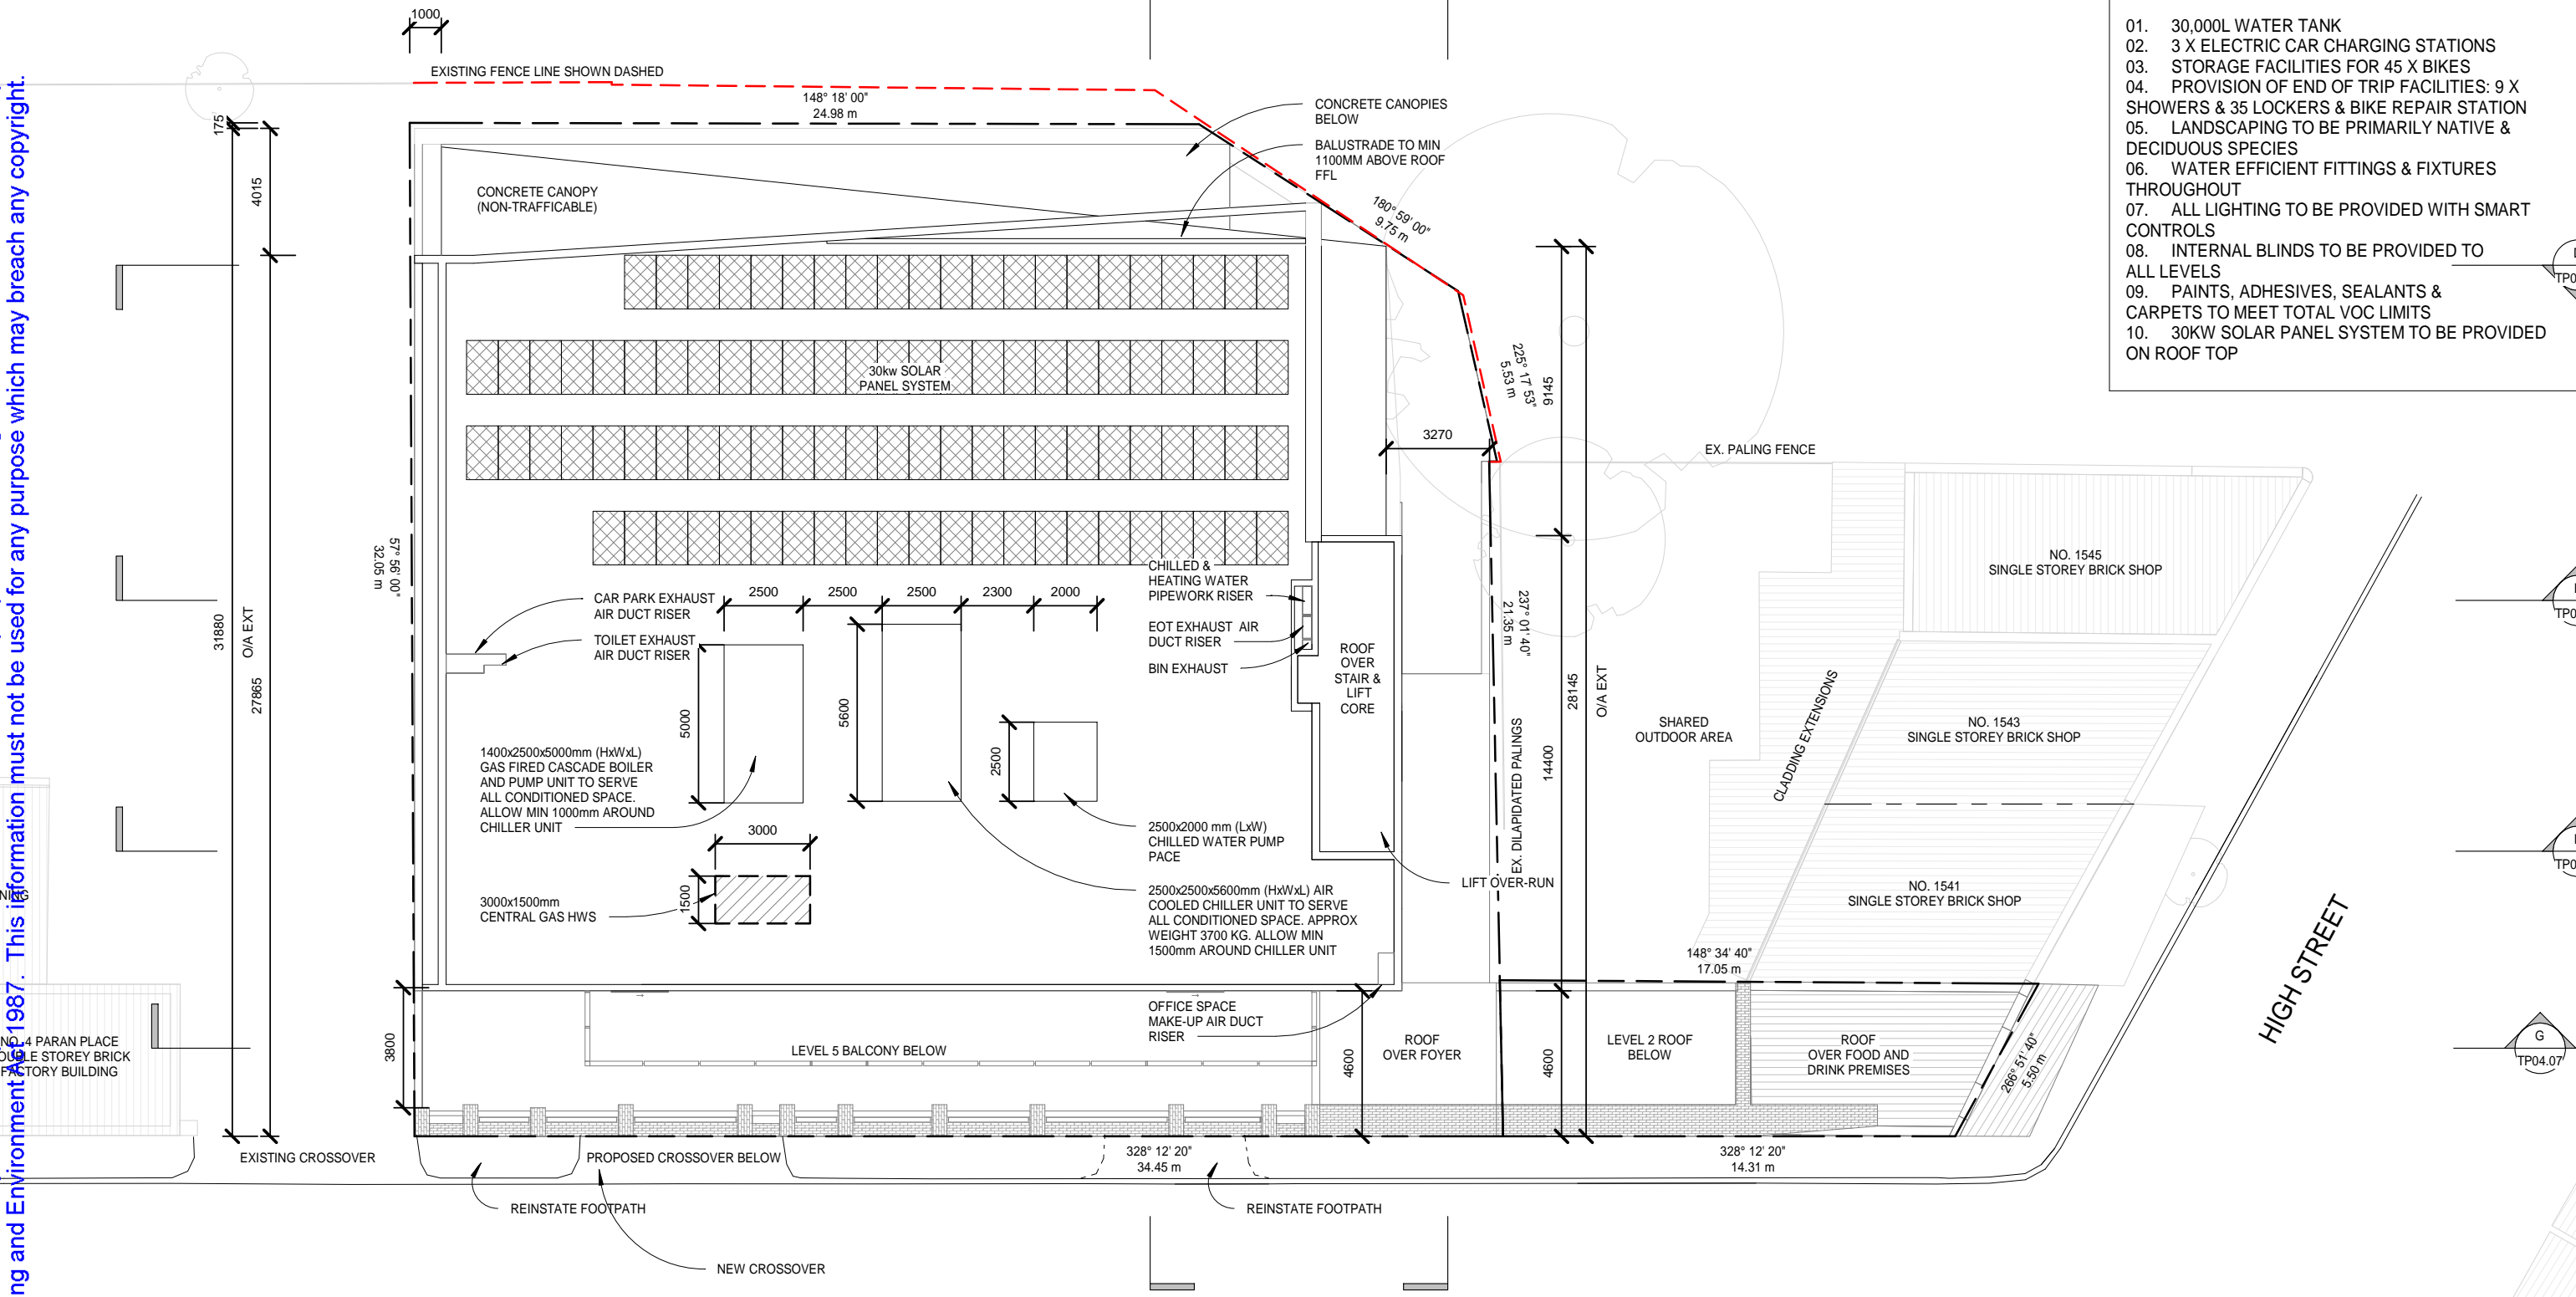 1000
EXISTING FENCE LINE SHOWN DASHED
148° 18' 00"
24.98 m
CONCRETE CANOPIES
BELOW
BALUSTRADE TO MIN
1100MM ABOVE ROOF
FFL
CONCRETE CANOPY
(NON-TRAFFICABLE)
180° 59' 00"
9.75 m
175
4015
31880
O/A EXT
27865
57° 56' 00"
32.05 m
30kw SOLAR
PANEL SYSTEM
225° 17' 53"
5.53 m
9145
3270
EX. PALING FENCE
01. 30,000L WATER TANK
02. 3 X ELECTRIC CAR CHARGING STATIONS
03. STORAGE FACILITIES FOR 45 X BIKES
04. PROVISION OF END OF TRIP FACILITIES: 9 X
SHOWERS & 35 LOCKERS & BIKE REPAIR STATION
05. LANDSCAPING TO BE PRIMARILY NATIVE &
DECIDUOUS SPECIES
06. WATER EFFICIENT FITTINGS & FIXTURES
THROUGHOUT
07. ALL LIGHTING TO BE PROVIDED WITH SMART
CONTROLS
08. INTERNAL BLINDS TO BE PROVIDED TO
ALL LEVELS
09. PAINTS, ADHESIVES, SEALANTS &
CARPETS TO MEET TOTAL VOC LIMITS
10. 30KW SOLAR PANEL SYSTEM TO BE PROVIDED
ON ROOF TOP
CAR PARK EXHAUST
AIR DUCT RISER
TOILET EXHAUST
AIR DUCT RISER
2500
2500
2500
2300
2000
5000
5600
2500
CHILLED &
HEATING WATER
PIPEWORK RISER
EOT EXHAUST AIR
DUCT RISER
BIN EXHAUST
ROOF
OVER
STAIR &
LIFT
CORE
237° 01' 40"
21.35 m
28145
O/A EXT
14400
EX. DILAPIDATED PALINGS
SHARED
OUTDOOR AREA
CLADDING EXTENSIONS
NO. 1545
SINGLE STOREY BRICK SHOP
NO. 1543
SINGLE STOREY BRICK SHOP
NO. 1541
SINGLE STOREY BRICK SHOP
1400x2500x5000mm (HxWxL)
GAS FIRED CASCADE BOILER
AND PUMP UNIT TO SERVE
ALL CONDITIONED SPACE.
ALLOW MIN 1000mm AROUND
CHILLER UNIT
3000
1500
3000x1500mm
CENTRAL GAS HWS
2500x2000 mm (LxW)
CHILLED WATER PUMP
PACE
2500x2500x5600mm (HxWxL) AIR
COOLED CHILLER UNIT TO SERVE
ALL CONDITIONED SPACE. APPROX
WEIGHT 3700 KG. ALLOW MIN
1500mm AROUND CHILLER UNIT
LIFT OVER-RUN
148° 34' 40"
17.05 m
HIGH STREET
OFFICE SPACE
MAKE-UP AIR DUCT
RISER
3800
LEVEL 5 BALCONY BELOW
4600
ROOF
OVER FOYER
4600
LEVEL 2 ROOF
BELOW
ROOF
OVER FOOD AND
DRINK PREMISES
266° 51' 40"
5.50 m
G
TP04.07
NO. 4 PARAN PLACE
DOUBLE STOREY BRICK
FACTORY BUILDING
EXISTING CROSSOVER
PROPOSED CROSSOVER BELOW
328° 12' 20"
34.45 m
328° 12' 20"
14.31 m
REINSTATE FOOTPATH
REINSTATE FOOTPATH
NEW CROSSOVER
ng and Environment Act 1987. This information must not be used for any purpose which may breach any copyright.